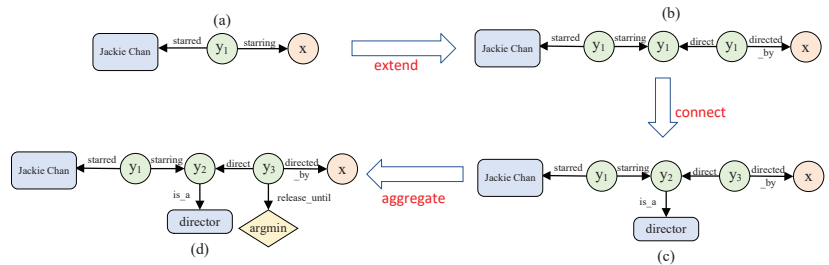 (a)
Jackie Chan starred y1 starring x
extend
(b)
Jackie Chan starred y1 starring y1 direct y1 directed _by x
connect
Jackie Chan starred y1 starring y2 direct y3 directed _by x
is_a
director
(c)
aggregate
Jackie Chan starred y1 starring y2 direct y3 directed _by x
is_a release_until
director argmin
(d)